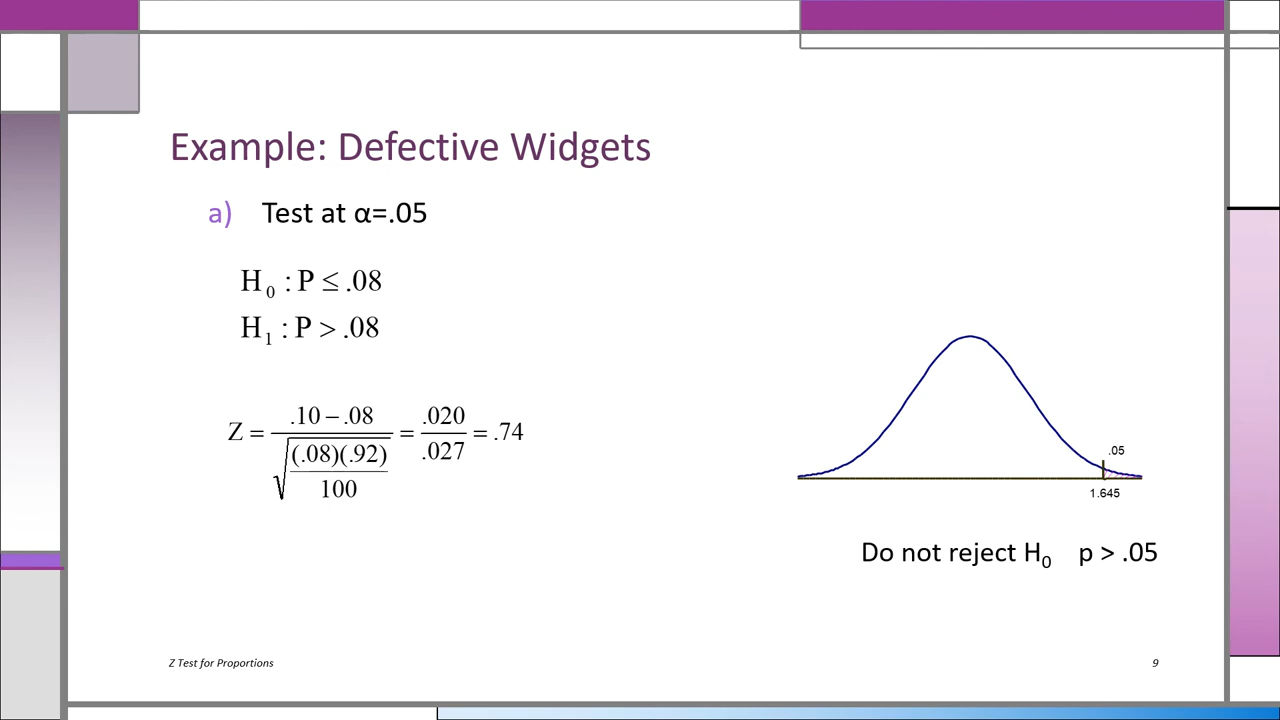 Example: Defective Widgets
a) Test at α=.05
H₀ : P ≤ .08
H₁ : P > .08
Z = (.10 − .08) / √((.08)(.92) / 100) = .020 / .027 = .74
.05
1.645
Do not reject H₀ p > .05
Z Test for Proportions
9